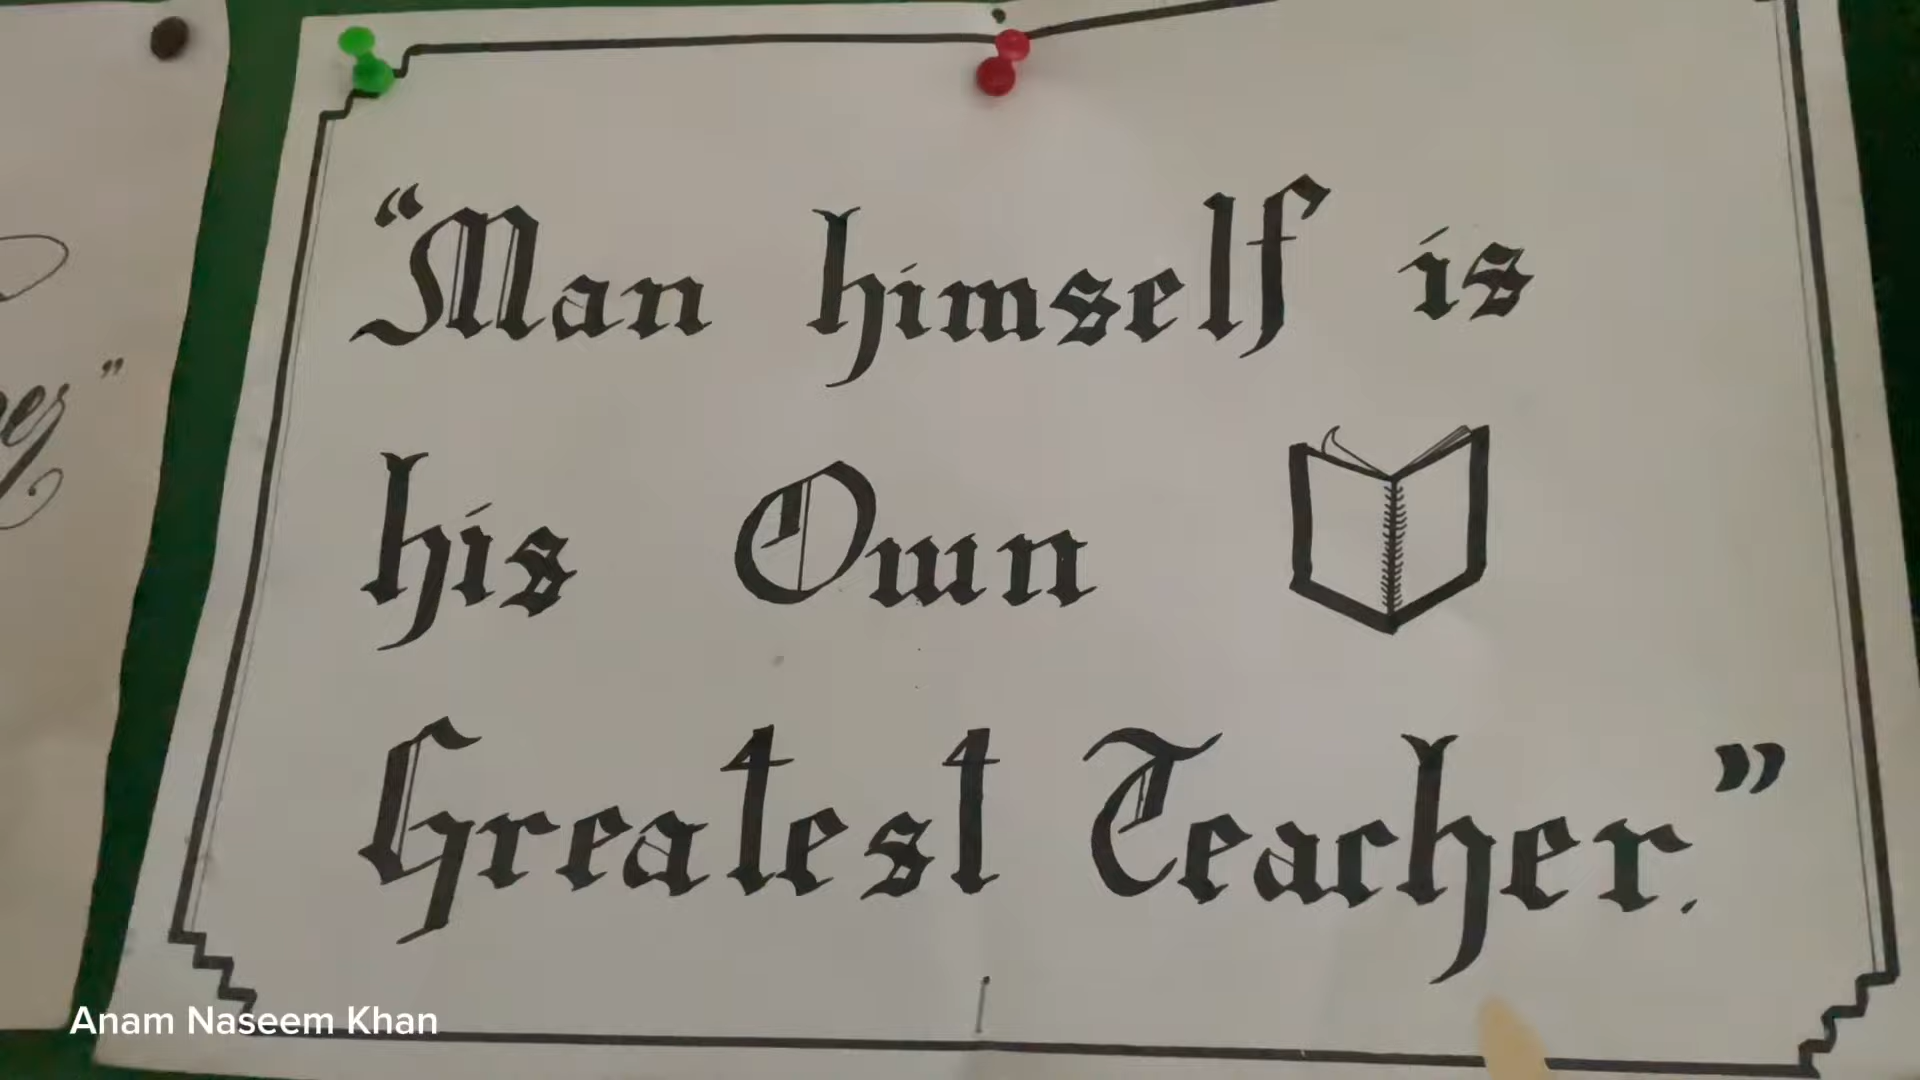 “Man himself is
his Own
Greatest Teacher.”
Anam Naseem Khan